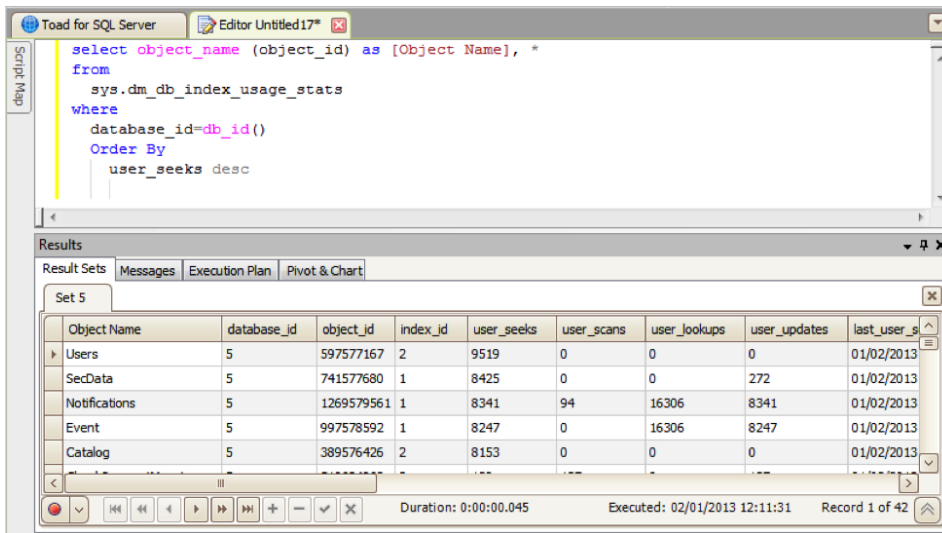 Toad for SQL Server
Editor Untitled17*
Script Map
select object_name (object_id) as [Object Name], *
from
sys.dm_db_index_usage_stats
where
database_id=db_id()
Order By
user_seeks desc
Results
Result Sets Messages Execution Plan Pivot & Chart
Set 5
Object Name database_id object_id index_id user_seeks user_scans user_lookups user_updates last_user_s
Users 5 597577167 2 9519 0 0 0 01/02/2013
SecData 5 741577680 1 8425 0 0 272 01/02/2013
Notifications 5 1269579561 1 8341 94 16306 8341 01/02/2013
Event 5 997578592 1 8247 0 16306 8247 01/02/2013
Catalog 5 389576426 2 8153 0 0 0 01/02/2013
Duration: 0:00:00.045 Executed: 02/01/2013 12:11:31 Record 1 of 42